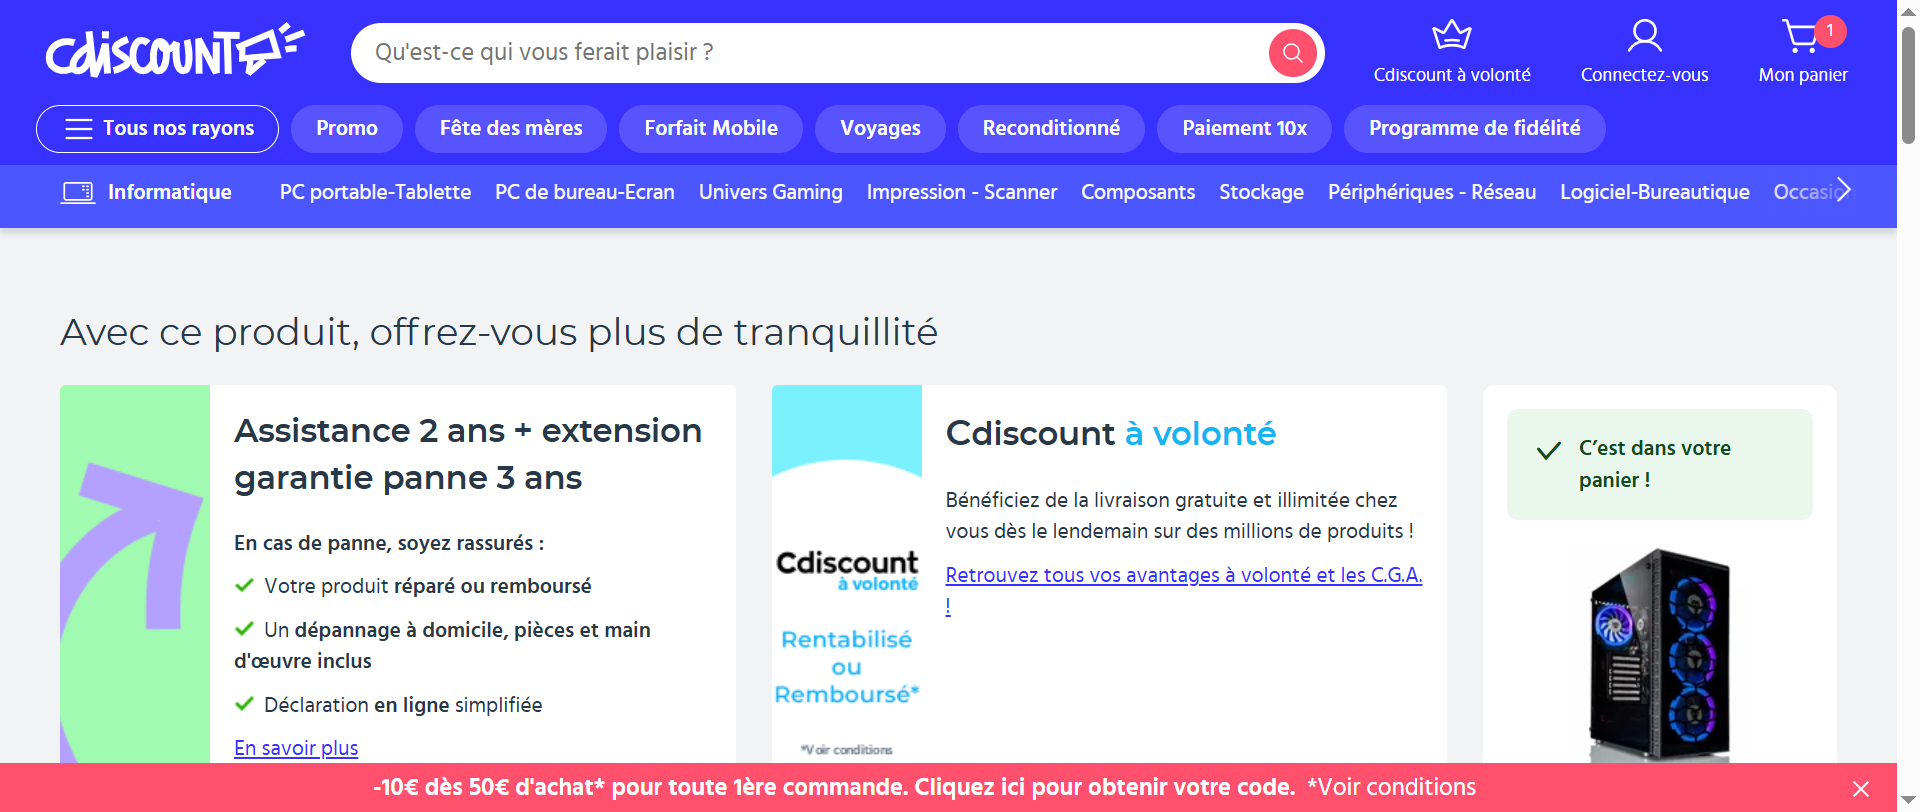 Cdiscount
Qu'est-ce qui vous ferait plaisir ?
Cdiscount à volonté
Connectez-vous
1
Mon panier
Tous nos rayons
Promo
Fête des mères
Forfait Mobile
Voyages
Reconditionné
Paiement 10x
Programme de fidélité
Informatique
PC portable-Tablette
PC de bureau-Ecran
Univers Gaming
Impression - Scanner
Composants
Stockage
Périphériques - Réseau
Logiciel-Bureautique
Occasion
Avec ce produit, offrez-vous plus de tranquillité
Assistance 2 ans + extension
garantie panne 3 ans
En cas de panne, soyez rassurés :
Votre produit réparé ou remboursé
Un dépannage à domicile, pièces et main
d'œuvre inclus
Déclaration en ligne simplifiée
En savoir plus
Cdiscount
à volonté
Rentabilisé
ou
Remboursé*
*Voir conditions
Cdiscount à volonté
Bénéficiez de la livraison gratuite et illimitée chez
vous dès le lendemain sur des millions de produits !
Retrouvez tous vos avantages à volonté et les C.G.A.
!
C’est dans votre
panier !
-10€ dès 50€ d'achat* pour toute 1ère commande. Cliquez ici pour obtenir votre code. *Voir conditions